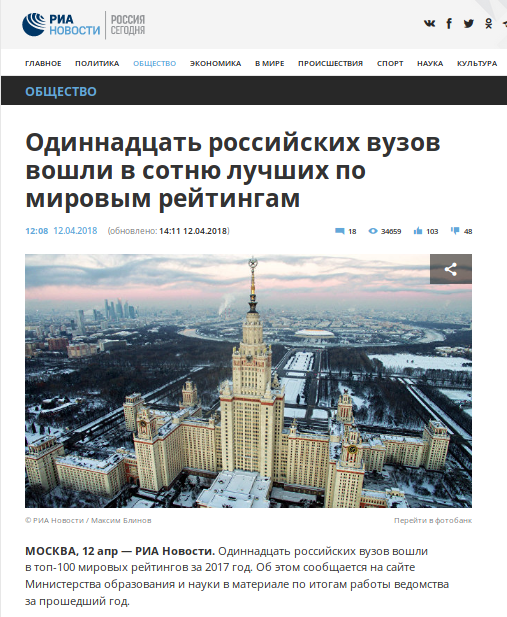 РИА
НОВОСТИ
РОССИЯ
СЕГОДНЯ
ГЛАВНОЕ ПОЛИТИКА ОБЩЕСТВО ЭКОНОМИКА В МИРЕ ПРОИСШЕСТВИЯ СПОРТ НАУКА КУЛЬТУРА
ОБЩЕСТВО
Одиннадцать российских вузов
вошли в сотню лучших по
мировым рейтингам
12:08 12.04.2018 (обновлено: 14:11 12.04.2018) 18 34659 103 48
© РИА Новости / Максим Блинов Перейти в фотобанк
МОСКВА, 12 апр — РИА Новости. Одиннадцать российских вузов вошли
в топ-100 мировых рейтингов за 2017 год. Об этом сообщается на сайте
Министерства образования и науки в материале по итогам работы ведомства
за прошедший год.